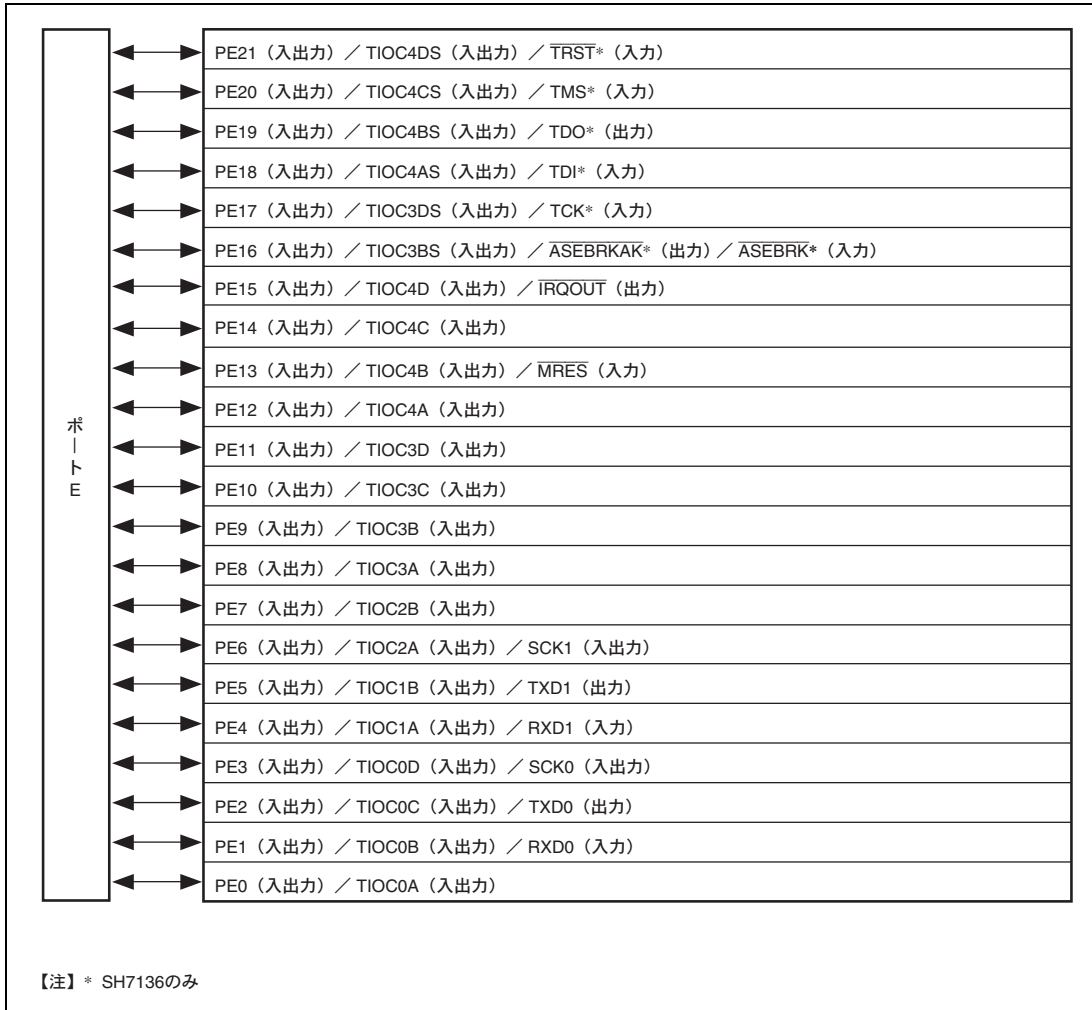 ポートE
PE21（入出力）／TIOC4DS（入出力）／T̅R̅S̅T̅*（入力）
PE20（入出力）／TIOC4CS（入出力）／TMS*（入力）
PE19（入出力）／TIOC4BS（入出力）／TDO*（出力）
PE18（入出力）／TIOC4AS（入出力）／TDI*（入力）
PE17（入出力）／TIOC3DS（入出力）／TCK*（入力）
PE16（入出力）／TIOC3BS（入出力）／A̅S̅E̅B̅R̅K̅A̅K̅*（出力）／A̅S̅E̅B̅R̅K̅*（入力）
PE15（入出力）／TIOC4D（入出力）／I̅R̅Q̅O̅U̅T̅（出力）
PE14（入出力）／TIOC4C（入出力）
PE13（入出力）／TIOC4B（入出力）／M̅R̅E̅S̅（入力）
PE12（入出力）／TIOC4A（入出力）
PE11（入出力）／TIOC3D（入出力）
PE10（入出力）／TIOC3C（入出力）
PE9（入出力）／TIOC3B（入出力）
PE8（入出力）／TIOC3A（入出力）
PE7（入出力）／TIOC2B（入出力）
PE6（入出力）／TIOC2A（入出力）／SCK1（入出力）
PE5（入出力）／TIOC1B（入出力）／TXD1（出力）
PE4（入出力）／TIOC1A（入出力）／RXD1（入力）
PE3（入出力）／TIOC0D（入出力）／SCK0（入出力）
PE2（入出力）／TIOC0C（入出力）／TXD0（出力）
PE1（入出力）／TIOC0B（入出力）／RXD0（入力）
PE0（入出力）／TIOC0A（入出力）
【注】* SH7136のみ